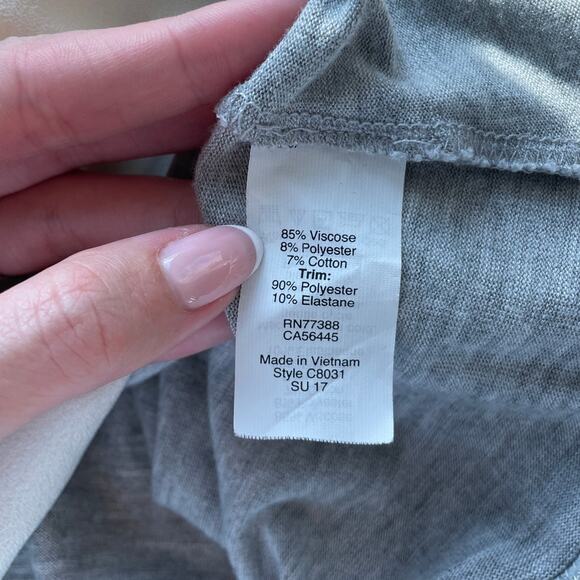 85% Viscose
8% Polyester
7% Cotton
Trim:
90% Polyester
10% Elastane
RN77388
CA56445
Made in Vietnam
Style C8031
SU 17